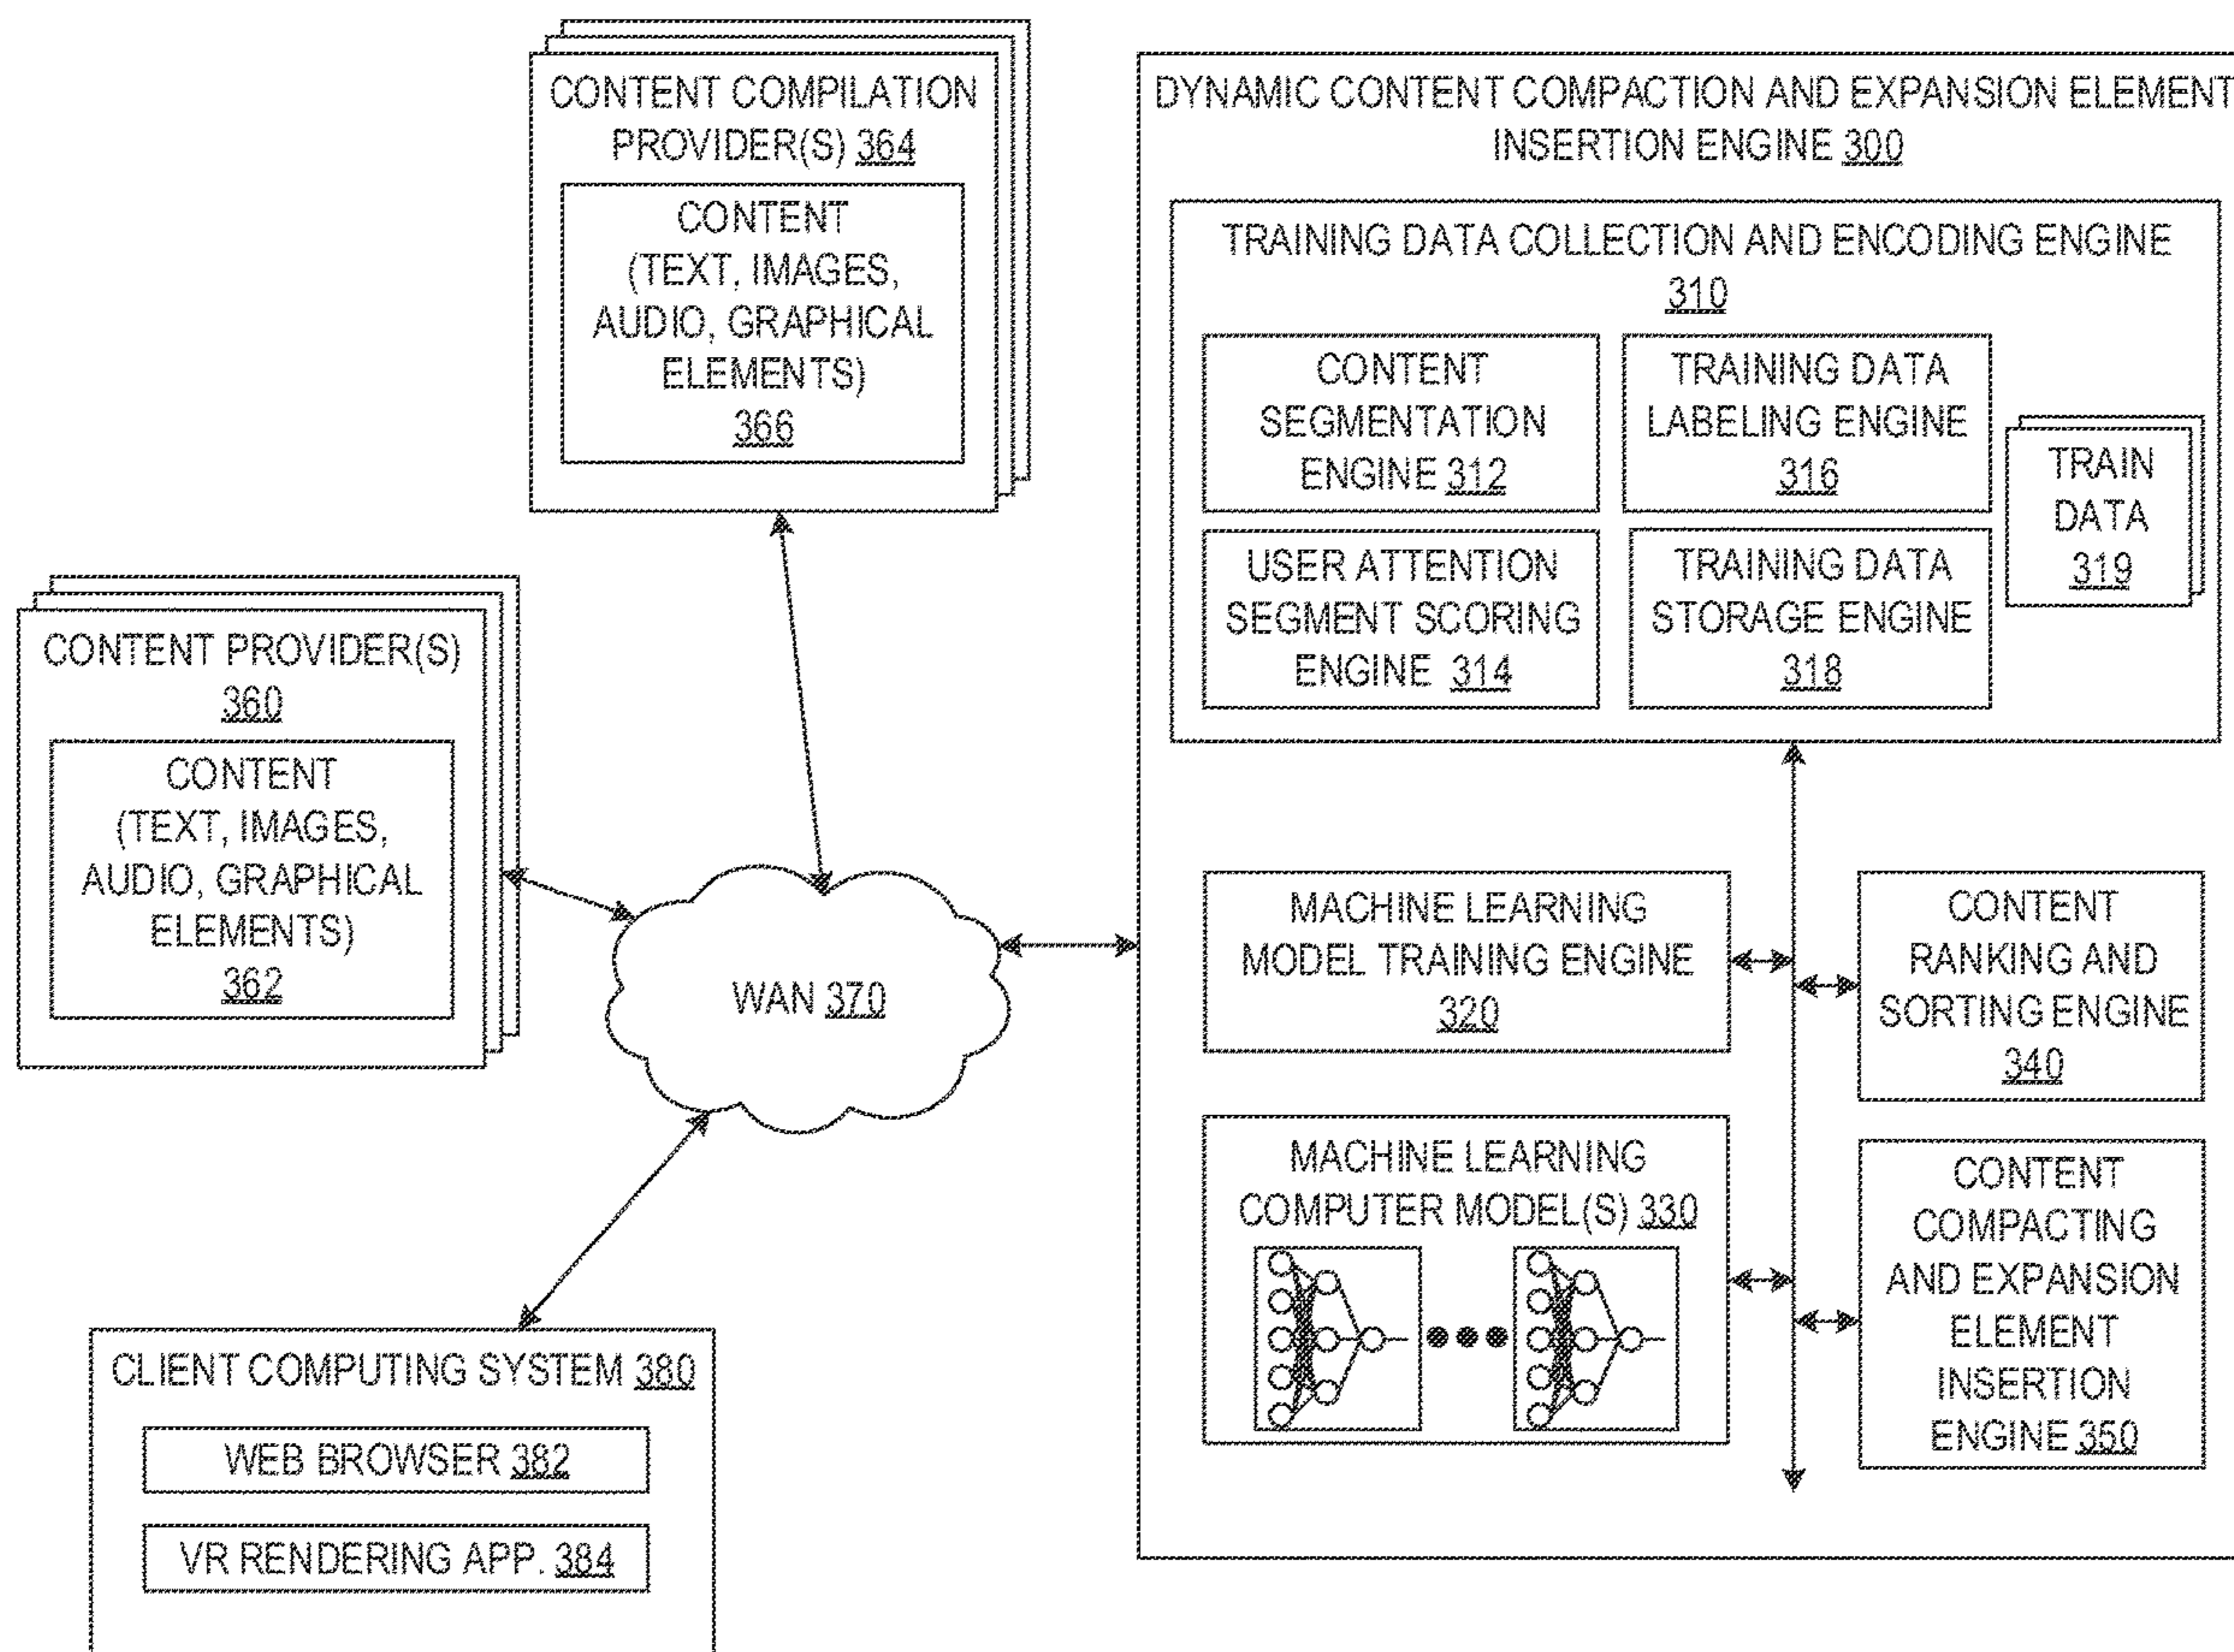 CONTENT COMPILATION
PROVIDER(S) 364
CONTENT
(TEXT, IMAGES,
AUDIO, GRAPHICAL
ELEMENTS)
366
CONTENT PROVIDER(S)
360
CONTENT
(TEXT, IMAGES,
AUDIO, GRAPHICAL
ELEMENTS)
362
WAN 370
CLIENT COMPUTING SYSTEM 380
WEB BROWSER 382
VR RENDERING APP. 384
DYNAMIC CONTENT COMPACTION AND EXPANSION ELEMENT
INSERTION ENGINE 300
TRAINING DATA COLLECTION AND ENCODING ENGINE
310
CONTENT
SEGMENTATION
ENGINE 312
TRAINING DATA
LABELING ENGINE
316
USER ATTENTION
SEGMENT SCORING
ENGINE 314
TRAINING DATA
STORAGE ENGINE
318
TRAIN
DATA
319
MACHINE LEARNING
MODEL TRAINING ENGINE
320
CONTENT
RANKING AND
SORTING ENGINE
340
MACHINE LEARNING
COMPUTER MODEL(S) 330
CONTENT
COMPACTING
AND EXPANSION
ELEMENT
INSERTION
ENGINE 350